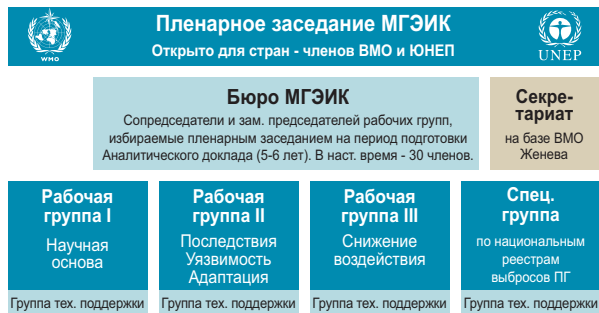 Пленарное заседание МГЭИК
Открыто для стран - членов ВМО и ЮНЕП
WMO
UNEP
Бюро МГЭИК
Сопредседатели и зам. председателей рабочих групп,
избираемые пленарным заседанием на период подготовки
Аналитического доклада (5-6 лет). В наст. время - 30 членов.
Секре-
тариат
на базе ВМО
Женева
Рабочая
группа I
Научная
основа
Группа тех. поддержки
Рабочая
группа II
Последствия
Уязвимость
Адаптация
Группа тех. поддержки
Рабочая
группа III
Снижение
воздействия
Группа тех. поддержки
Спец.
группа
по национальным
реестрам
выбросов ПГ
Группа тех. поддержки